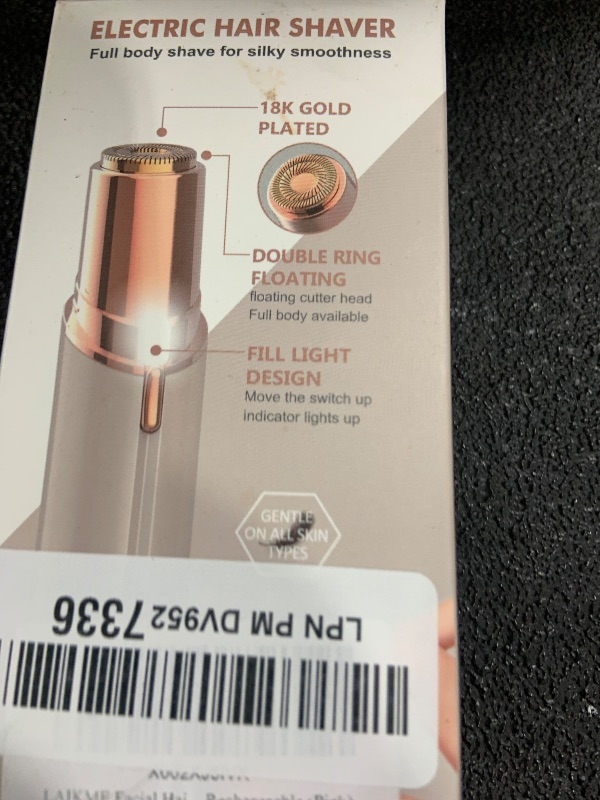 ELECTRIC HAIR SHAVER
Full body shave for silky smoothness
18K GOLD
PLATED
DOUBLE RING
FLOATING
floating cutter head
Full body available
FILL LIGHT
DESIGN
Move the switch up
indicator lights up
GENTLE
ON ALL SKIN
TYPES
LPN PM DV952 7336